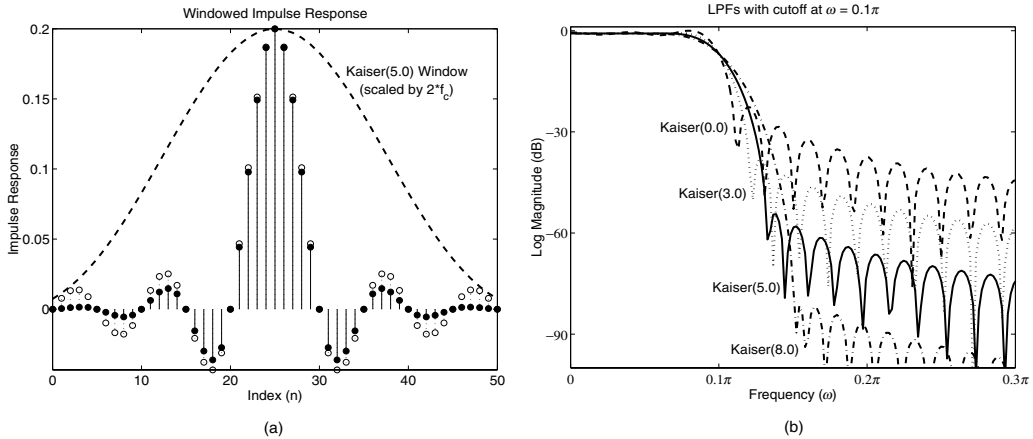 Windowed Impulse Response
0.2
0.15
0.1
0.05
0
Impulse Response
Kaiser(5.0) Window
(scaled by 2*f_c)
0 10 20 30 40 50
Index (n)
(a)
LPFs with cutoff at ω = 0.1π
0
−30
−60
−90
Log Magnitude (dB)
Kaiser(0.0)
Kaiser(3.0)
Kaiser(5.0)
Kaiser(8.0)
0 0.1π 0.2π 0.3π
Frequency (ω)
(b)